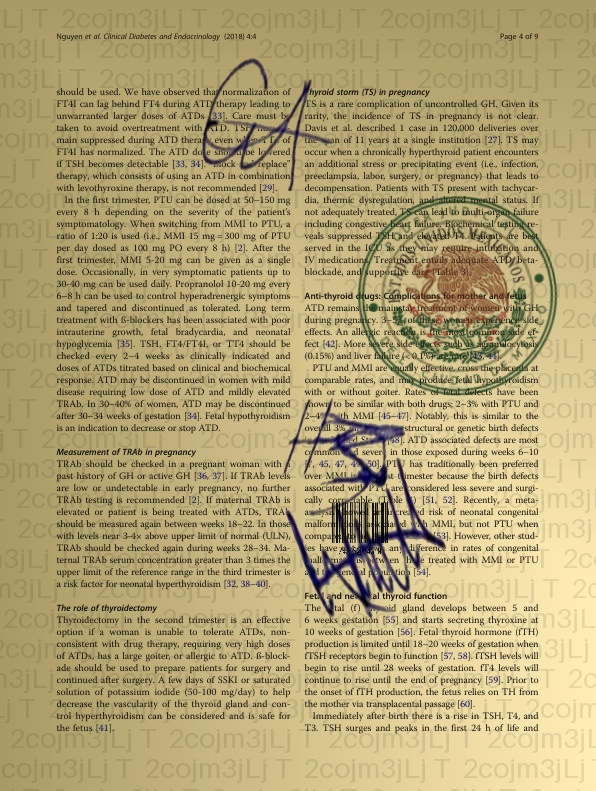 Nguyen et al. Clinical Diabetes and Endocrinology (2018) 4:4
Page 4 of 9
should be used. We have observed that normalization of
FT4I can lag behind FT4 during ATD therapy leading to
unwarranted larger doses of ATDs [33]. Care must be
taken to avoid overtreatment with ATD. TSH
main suppressed during ATD therapy even when FT4 or
FT4I has normalized. The ATD dose should be lowered
if TSH becomes detectable [33, 34]. "Block and replace"
therapy, which consists of using an ATD in combination
with levothyroxine therapy, is not recommended [29].
In the first trimester, PTU can be dosed at 50–150 mg
every 8 h depending on the severity of the patient's
symptomatology. When switching from MMI to PTU, a
ratio of 1:20 is used (i.e., MMI 15 mg = 300 mg of PTU
per day dosed as 100 mg PO every 8 h) [2]. After the
first trimester, MMI 5-20 mg can be given as a single
dose. Occasionally, in very symptomatic patients up to
30-40 mg can be used daily. Propranolol 10-20 mg every
6–8 h can be used to control hyperadrenergic symptoms
and tapered and discontinued as tolerated. Long term
treatment with ß-blockers has been associated with poor
intrauterine growth, fetal bradycardia, and neonatal
hypoglycemia [35]. TSH, FT4/FT4I, or TT4 should be
checked every 2–4 weeks as clinically indicated and
doses of ATDs titrated based on clinical and biochemical
response. ATD may be discontinued in women with mild
disease requiring low dose of ATD and mildly elevated
TRAb. In 30–40% of women, ATD may be discontinued
after 30–34 weeks of gestation [34]. Fetal hypothyroidism
is an indication to decrease or stop ATD.
Measurement of TRAb in pregnancy
TRAb should be checked in a pregnant woman with a
past history of GH or active GH [36, 37]. If TRAb levels
are low or undetectable in early pregnancy, no further
TRAb testing is recommended [2]. If maternal TRAb is
elevated or patient is being treated with ATDs, TRAb
should be measured again between weeks 18–22. In those
with levels near 3-4x above upper limit of normal (ULN),
TRAb should be checked again during weeks 28–34. Ma-
ternal TRAb serum concentration greater than 3 times the
upper limit of the reference range in the third trimester is
a risk factor for neonatal hyperthyroidism [32, 38–40].
The role of thyroidectomy
Thyroidectomy in the second trimester is an effective
option if a woman is unable to tolerate ATDs, non-
consistent with drug therapy, requiring very high doses
of ATDs, has a large goiter, or allergic to ATD. ß-block-
ade should be used to prepare patients for surgery and
continued after surgery. A few days of SSKI or saturated
solution of potassium iodide (50-100 mg/day) to help
decrease the vascularity of the thyroid gland and con-
trol hyperthyroidism can be considered and is safe for
the fetus [41].
Thyroid storm (TS) in pregnancy
TS is a rare complication of uncontrolled GH. Given its
rarity, the incidence of TS in pregnancy is not clear.
Davis et al. described 1 case in 120,000 deliveries over
the of 11 years at a single institution [27]. TS may
occur when a chronically hyperthyroid patient encounters
an additional stress or precipitating event (i.e., infection,
preeclampsia, labor, surgery, or pregnancy) that leads to
decompensation. Patients with TS present with tachycar-
dia, thermic dysregulation, and altered mental status. If
not adequately treated, TS can lead to multi-organ failure
including congestive heart failure. Biochemical testing re-
veals suppressed TSH and elevated T4. Patients are best
served in the ICU as they may require intubation and
IV medications. Treatment entails adequate ATD, beta-
blockade, and supportive care (Table 3).
Anti-thyroid drugs: Complications for mother and fetus
ATD remains the mainstay treatment of women with GH
during pregnancy. 3–5% of these women experience side
effects. An allergic reaction is the most common side ef-
fect [42]. More severe side effects such as agranulocytosis
(0.15%) and liver failure (< 0.1%) are rare [43, 44].
PTU and MMI are equally effective, cross the placenta at
comparable rates, and may produce fetal hypothyroidism
with or without goiter. Rates of fetal defects have been
shown to be similar with both drugs; 2–3% with PTU and
2–4% with MMI [45–47]. Notably, this is similar to the
overall 3% structural or genetic birth defects
[48]. ATD associated defects are most
common and severe in those exposed during weeks 6–10
45, 47, 49, 50]. PTU has traditionally been preferred
over MMI trimester because the birth defects
associated with PTU are considered less severe and surgi-
cally correctable (Table [51, 52]. Recently, a meta-
showed an increased risk of neonatal congenital
malformations associated with MMI, but not PTU when
compared [53]. However, other stud-
ies have difference in rates of congenital
malformations between those treated with MMI or PTU
and the general population [54].
Fetal and neonatal thyroid function
The fetal (f) thyroid gland develops between 5 and
6 weeks gestation [55] and starts secreting thyroxine at
10 weeks of gestation [56]. Fetal thyroid hormone (fTH)
production is limited until 18–20 weeks of gestation when
fTSH receptors begin to function [57, 58]. fTSH levels will
begin to rise until 28 weeks of gestation. fT4 levels will
continue to rise until the end of pregnancy [59]. Prior to
the onset of fTH production, the fetus relies on TH from
the mother via transplacental passage [60].
Immediately after birth there is a rise in TSH, T4, and
T3. TSH surges and peaks in the first 24 h of life and